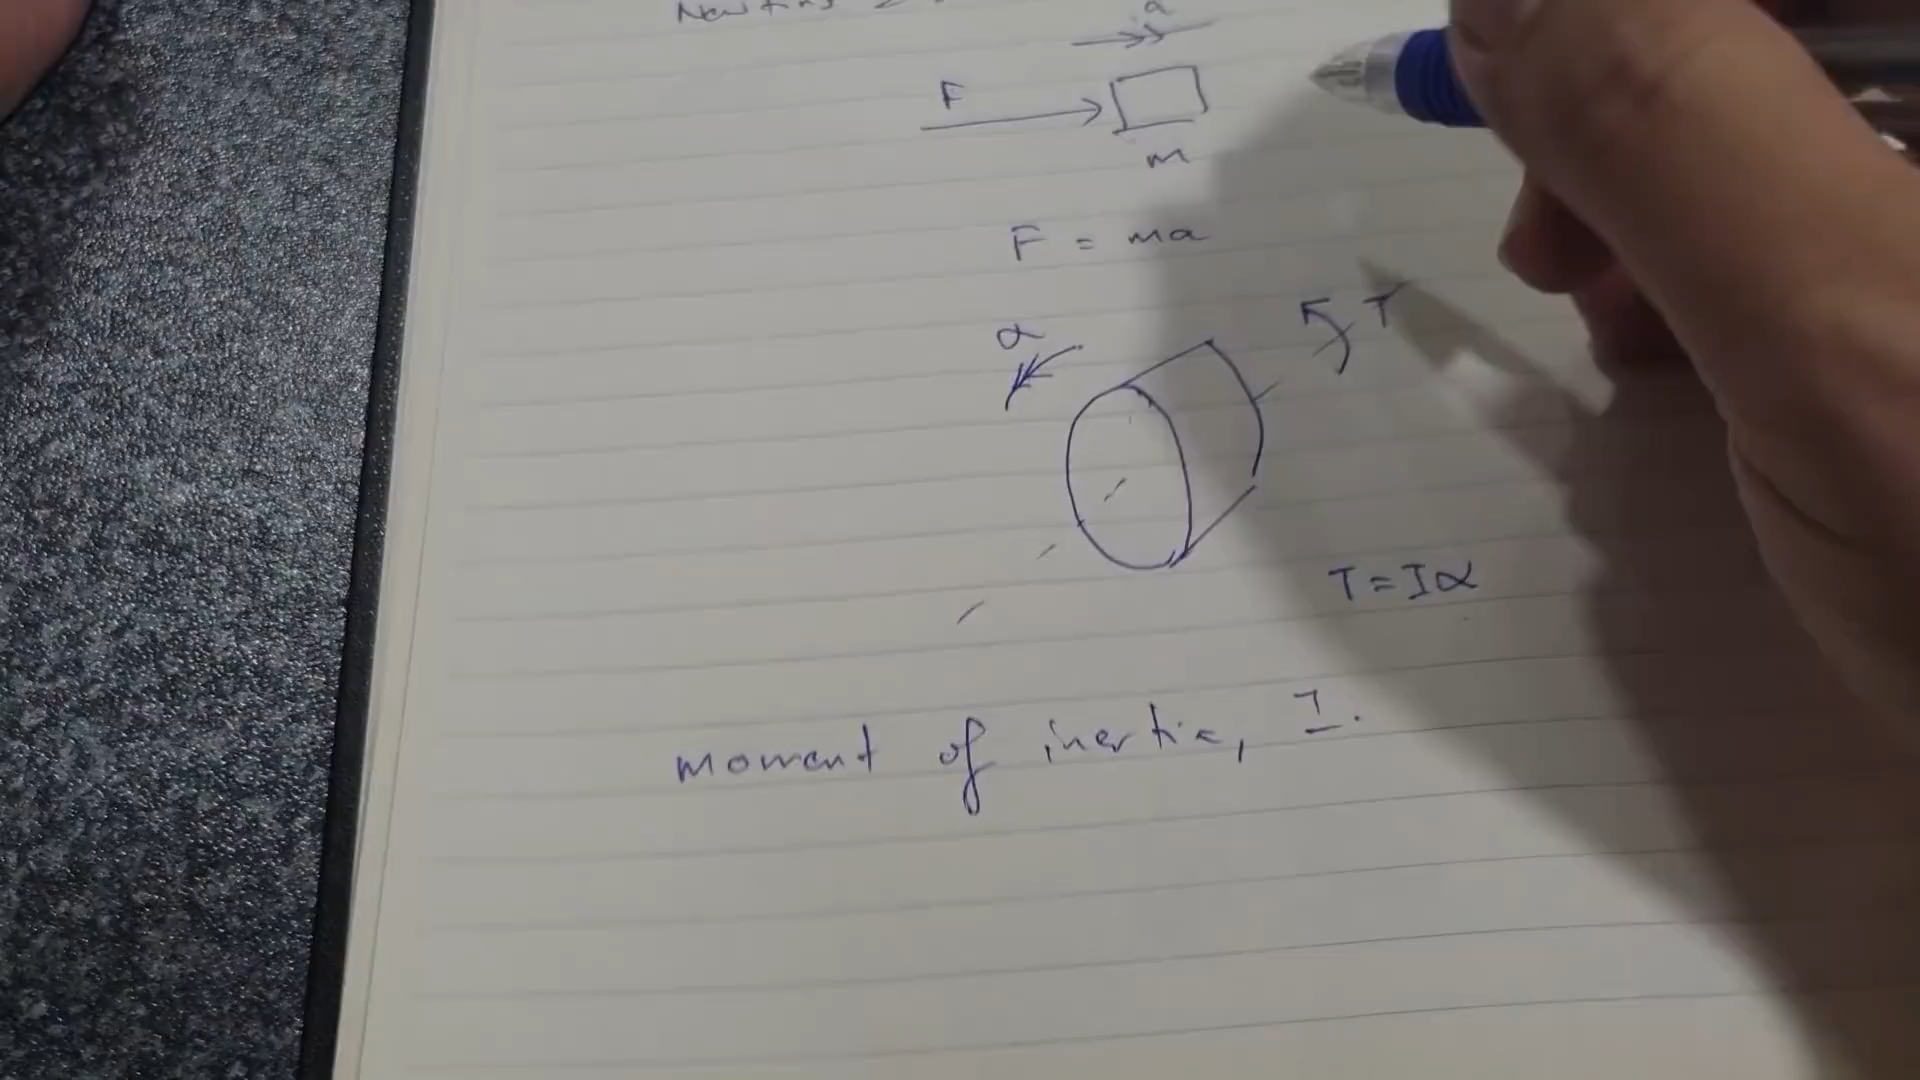 a
F
m
F = ma
α
T
T = Iα
moment of inertia, I.